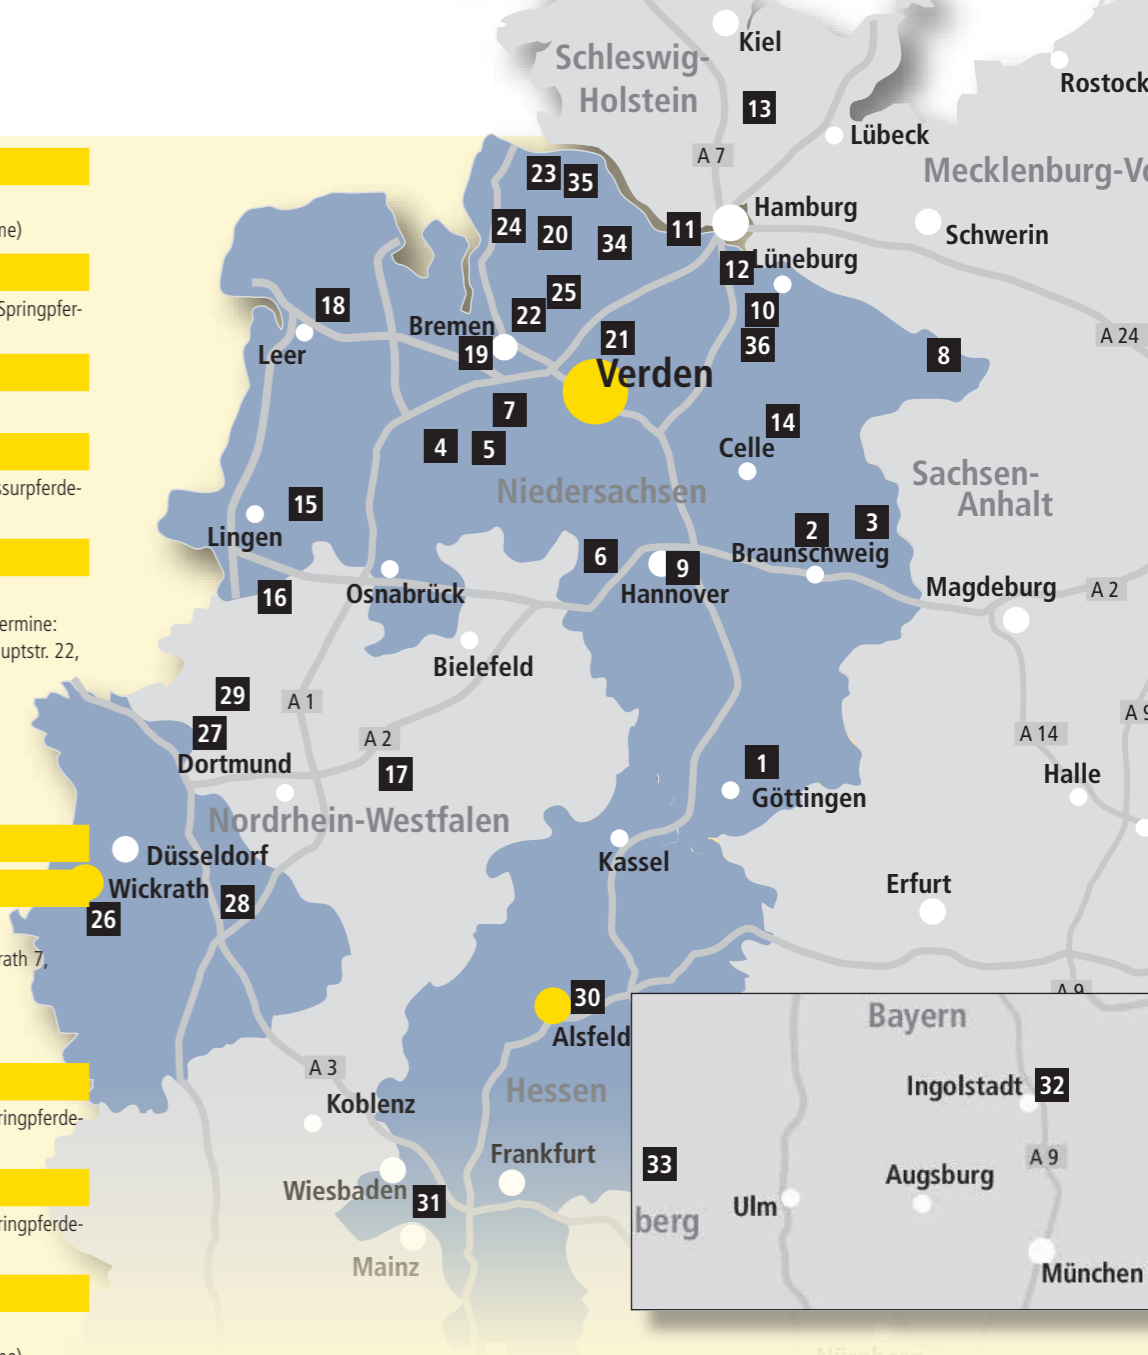 Kiel
Schleswig-
Holstein
13
Rostock
Lübeck
A 7
Mecklenburg-Vo
23
35
Hamburg
24
20
34
11
Schwerin
me)
12
Lüneburg
Springpfer-
18
25
10
22
Bremen
21
36
A 24
Leer
19
8
Verden
7
14
4
5
Celle
Sachsen-
Anhalt
ssurpferde-
Niedersachsen
15
2
3
Lingen
6
Braunschweig
9
Hannover
Magdeburg
A 2
16
Osnabrück
ermine:
uptstr. 22,
Bielefeld
29
A 1
27
A 2
A 14
A 9
Dortmund
17
1
Halle
Göttingen
Nordrhein-Westfalen
Düsseldorf
Kassel
Wickrath
28
26
Erfurt
rath 7,
30
A 9
Alsfeld
Bayern
A 3
Hessen
Ingolstadt
32
Koblenz
ringpferde-
Frankfurt
33
A 9
Wiesbaden
31
Augsburg
Ulm
berg
ringpferde-
Mainz
München
Nürnberg
me)